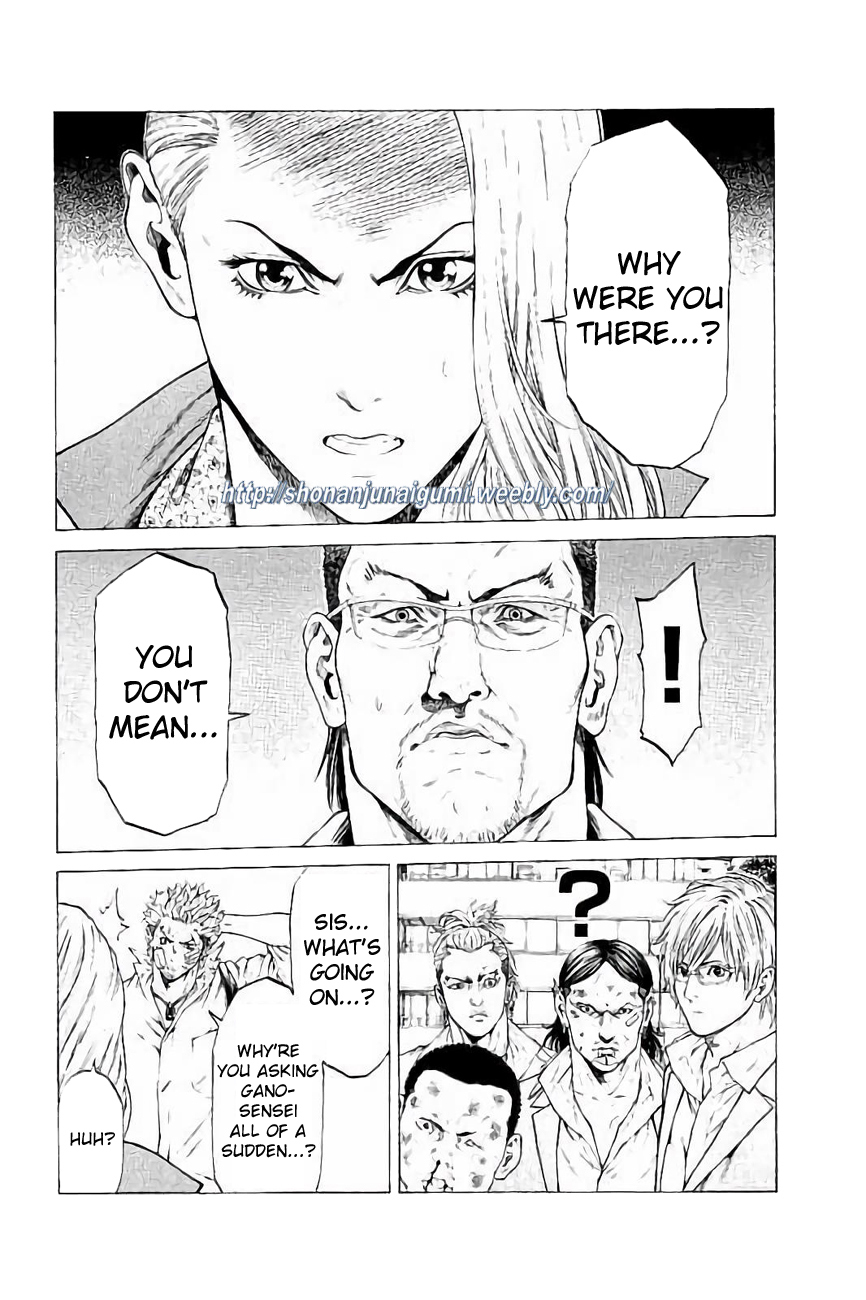 WHY
WERE YOU
THERE...?
http://shonanjunaigumi.weebly.com/
!
YOU
DON'T
MEAN...
?
SIS...
WHAT'S
GOING
ON...?
WHY'RE
YOU ASKING
GANO-
SENSEI
ALL OF A
SUDDEN...?
HUH?